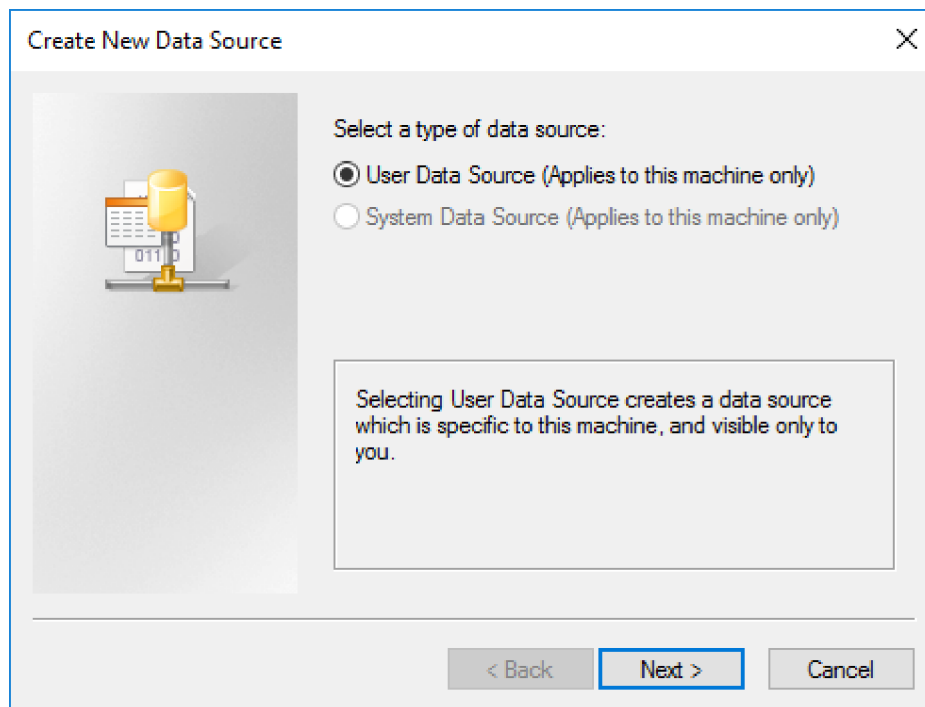 Create New Data Source
Select a type of data source:
User Data Source (Applies to this machine only)
System Data Source (Applies to this machine only)
Selecting User Data Source creates a data source
which is specific to this machine, and visible only to
you.
< Back
Next >
Cancel